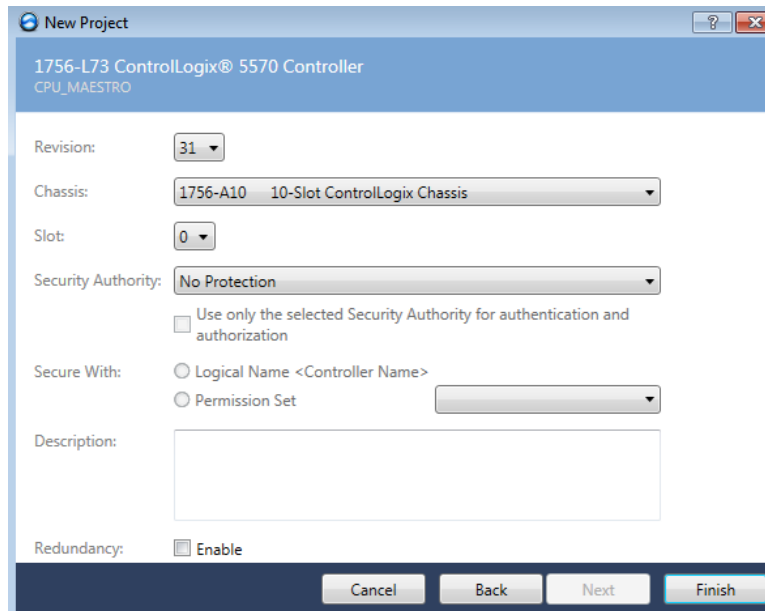 New Project
1756-L73 ControlLogix® 5570 Controller
CPU_MAESTRO
Revision: 31
Chassis: 1756-A10 10-Slot ControlLogix Chassis
Slot: 0
Security Authority: No Protection
Use only the selected Security Authority for authentication and
authorization
Secure With: Logical Name <Controller Name>
Permission Set
Description:
Redundancy: Enable
Cancel Back Next Finish